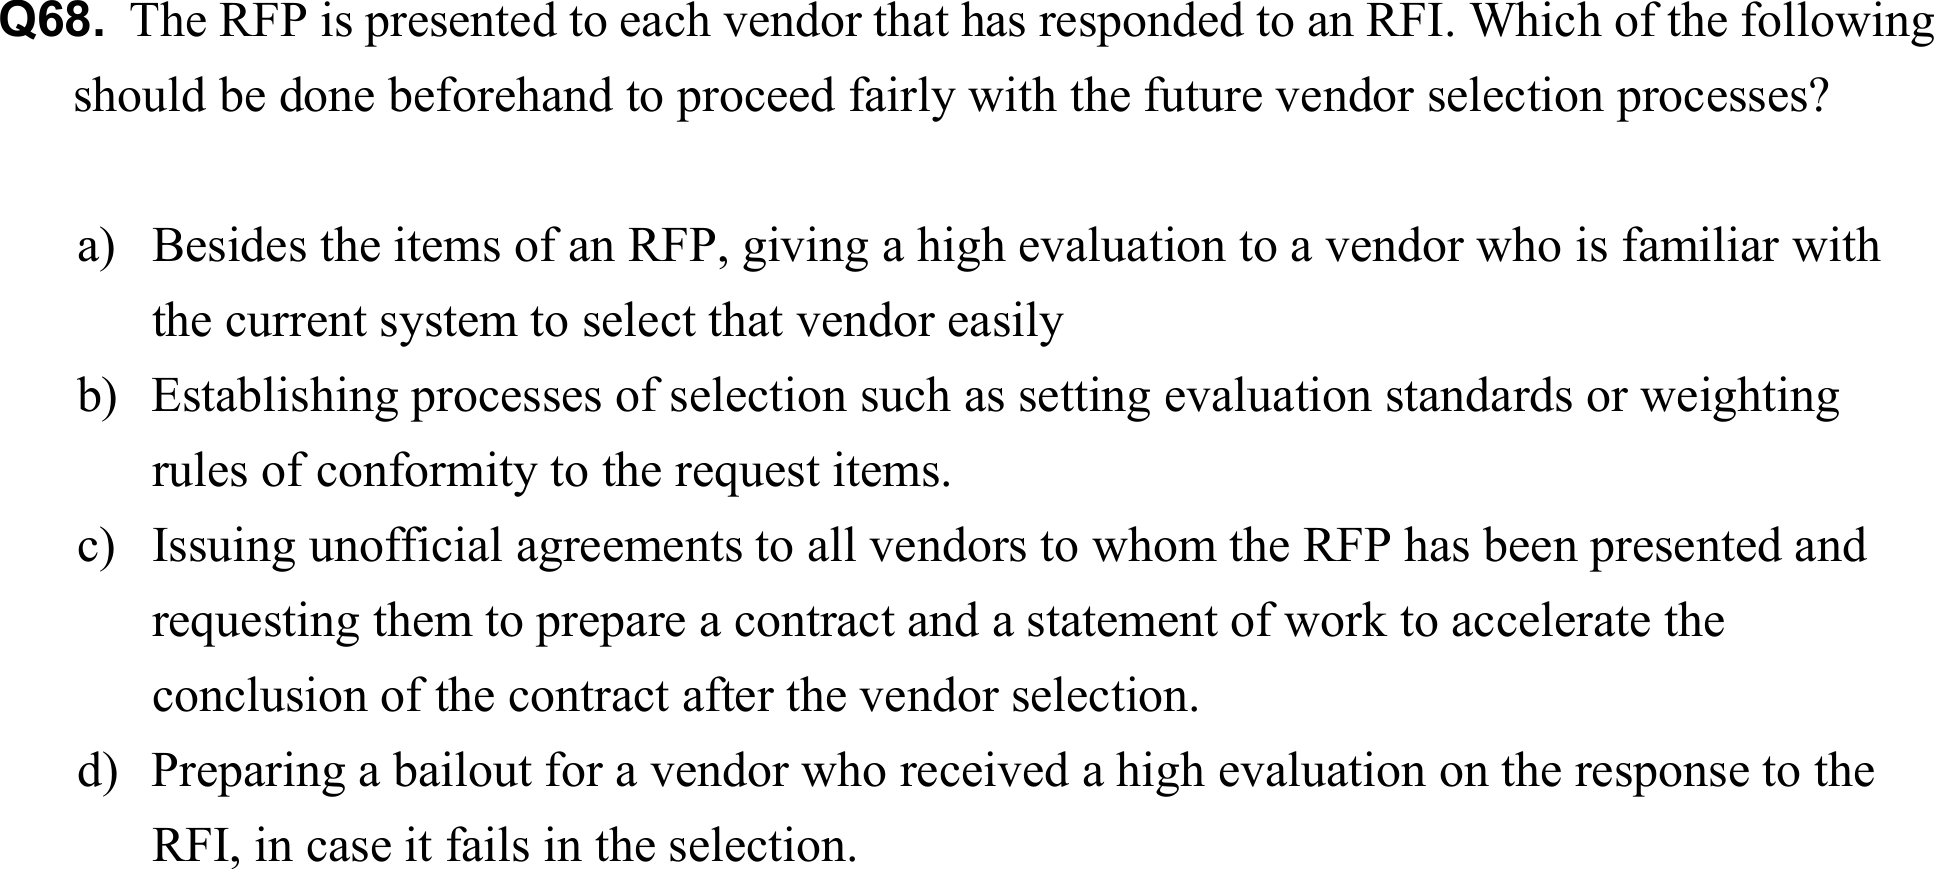 Q68. The RFP is presented to each vendor that has responded to an RFI. Which of the following
should be done beforehand to proceed fairly with the future vendor selection processes?
a) Besides the items of an RFP, giving a high evaluation to a vendor who is familiar with
the current system to select that vendor easily
b) Establishing processes of selection such as setting evaluation standards or weighting
rules of conformity to the request items.
c) Issuing unofficial agreements to all vendors to whom the RFP has been presented and
requesting them to prepare a contract and a statement of work to accelerate the
conclusion of the contract after the vendor selection.
d) Preparing a bailout for a vendor who received a high evaluation on the response to the
RFI, in case it fails in the selection.